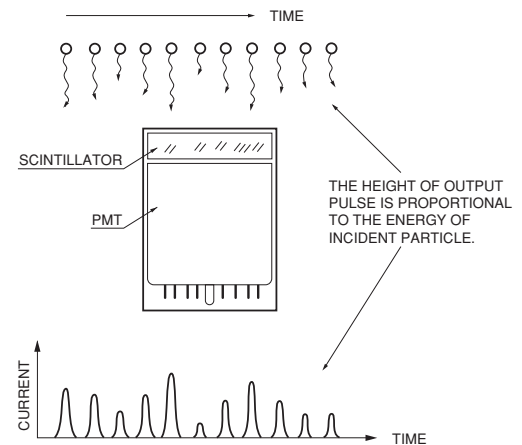 TIME
SCINTILLATOR
PMT
THE HEIGHT OF OUTPUT
PULSE IS PROPORTIONAL
TO THE ENERGY OF
INCIDENT PARTICLE.
CURRENT
TIME